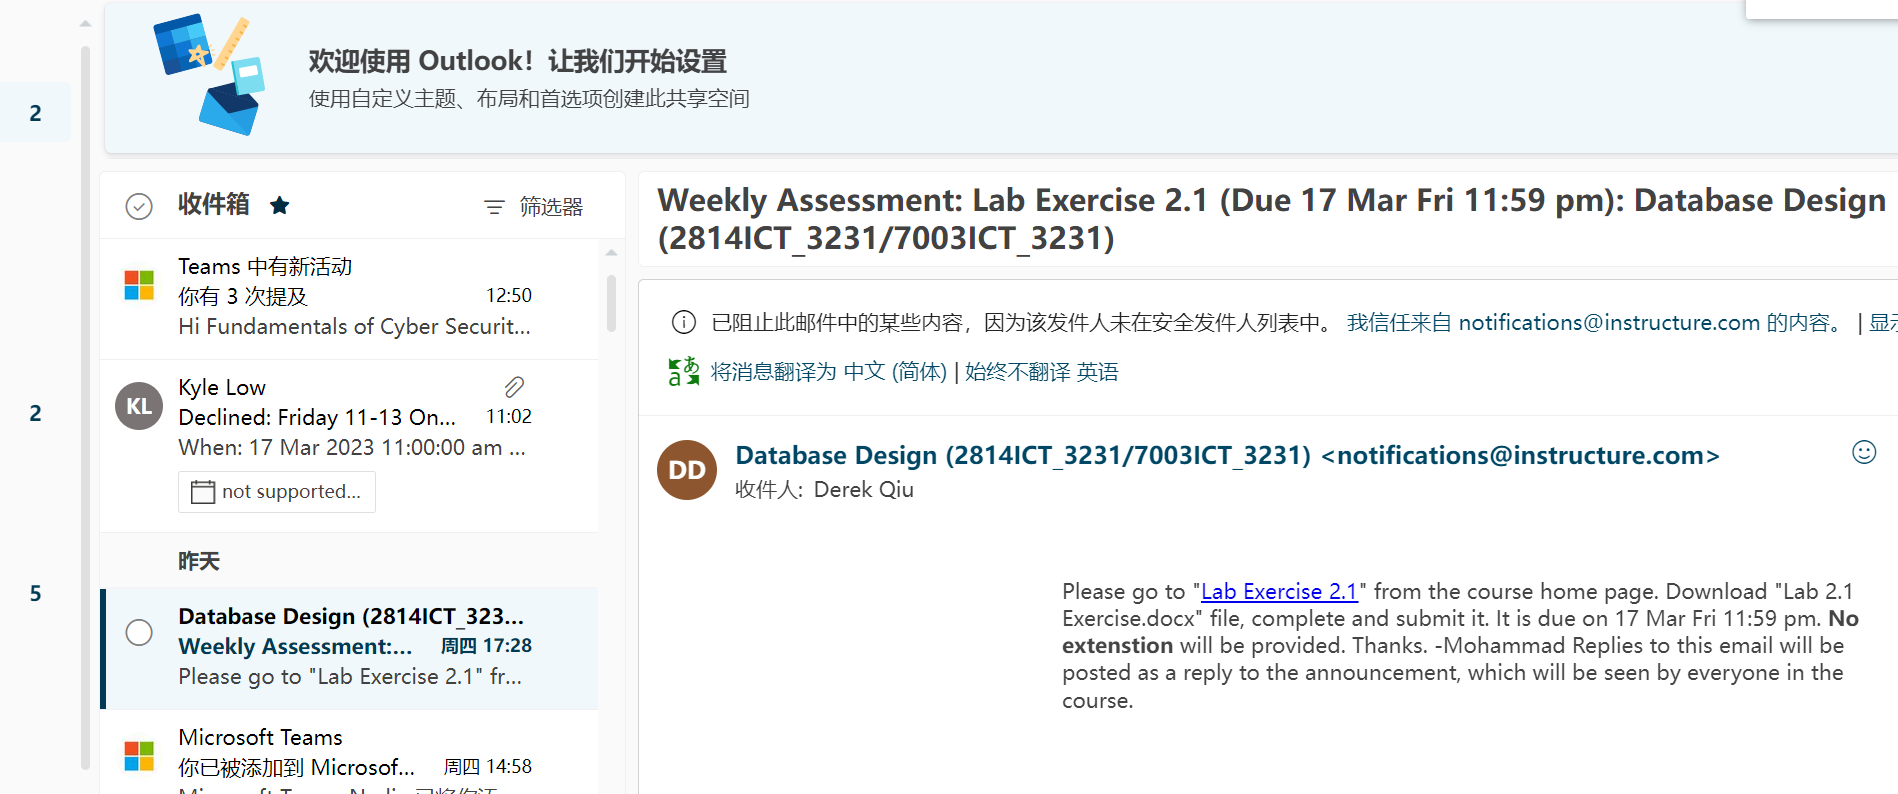 欢迎使用 Outlook！让我们开始设置
使用自定义主题、布局和首选项创建此共享空间
2
2
5
收件箱
筛选器
Teams 中有新活动
你有 3 次提及 12:50
Hi Fundamentals of Cyber Securit...
KL
Kyle Low
Declined: Friday 11-13 On... 11:02
When: 17 Mar 2023 11:00:00 am ...
not supported...
昨天
Database Design (2814ICT_323...
Weekly Assessment:... 周四 17:28
Please go to "Lab Exercise 2.1" fr...
Microsoft Teams
你已被添加到 Microsof... 周四 14:58
Weekly Assessment: Lab Exercise 2.1 (Due 17 Mar Fri 11:59 pm): Database Design
(2814ICT_3231/7003ICT_3231)
已阻止此邮件中的某些内容，因为该发件人未在安全发件人列表中。 我信任来自 notifications@instructure.com 的内容。 | 显
将消息翻译为 中文 (简体) | 始终不翻译 英语
DD
Database Design (2814ICT_3231/7003ICT_3231) <notifications@instructure.com>
收件人: Derek Qiu
Please go to "Lab Exercise 2.1" from the course home page. Download "Lab 2.1
Exercise.docx" file, complete and submit it. It is due on 17 Mar Fri 11:59 pm. No
extenstion will be provided. Thanks. -Mohammad Replies to this email will be
posted as a reply to the announcement, which will be seen by everyone in the
course.